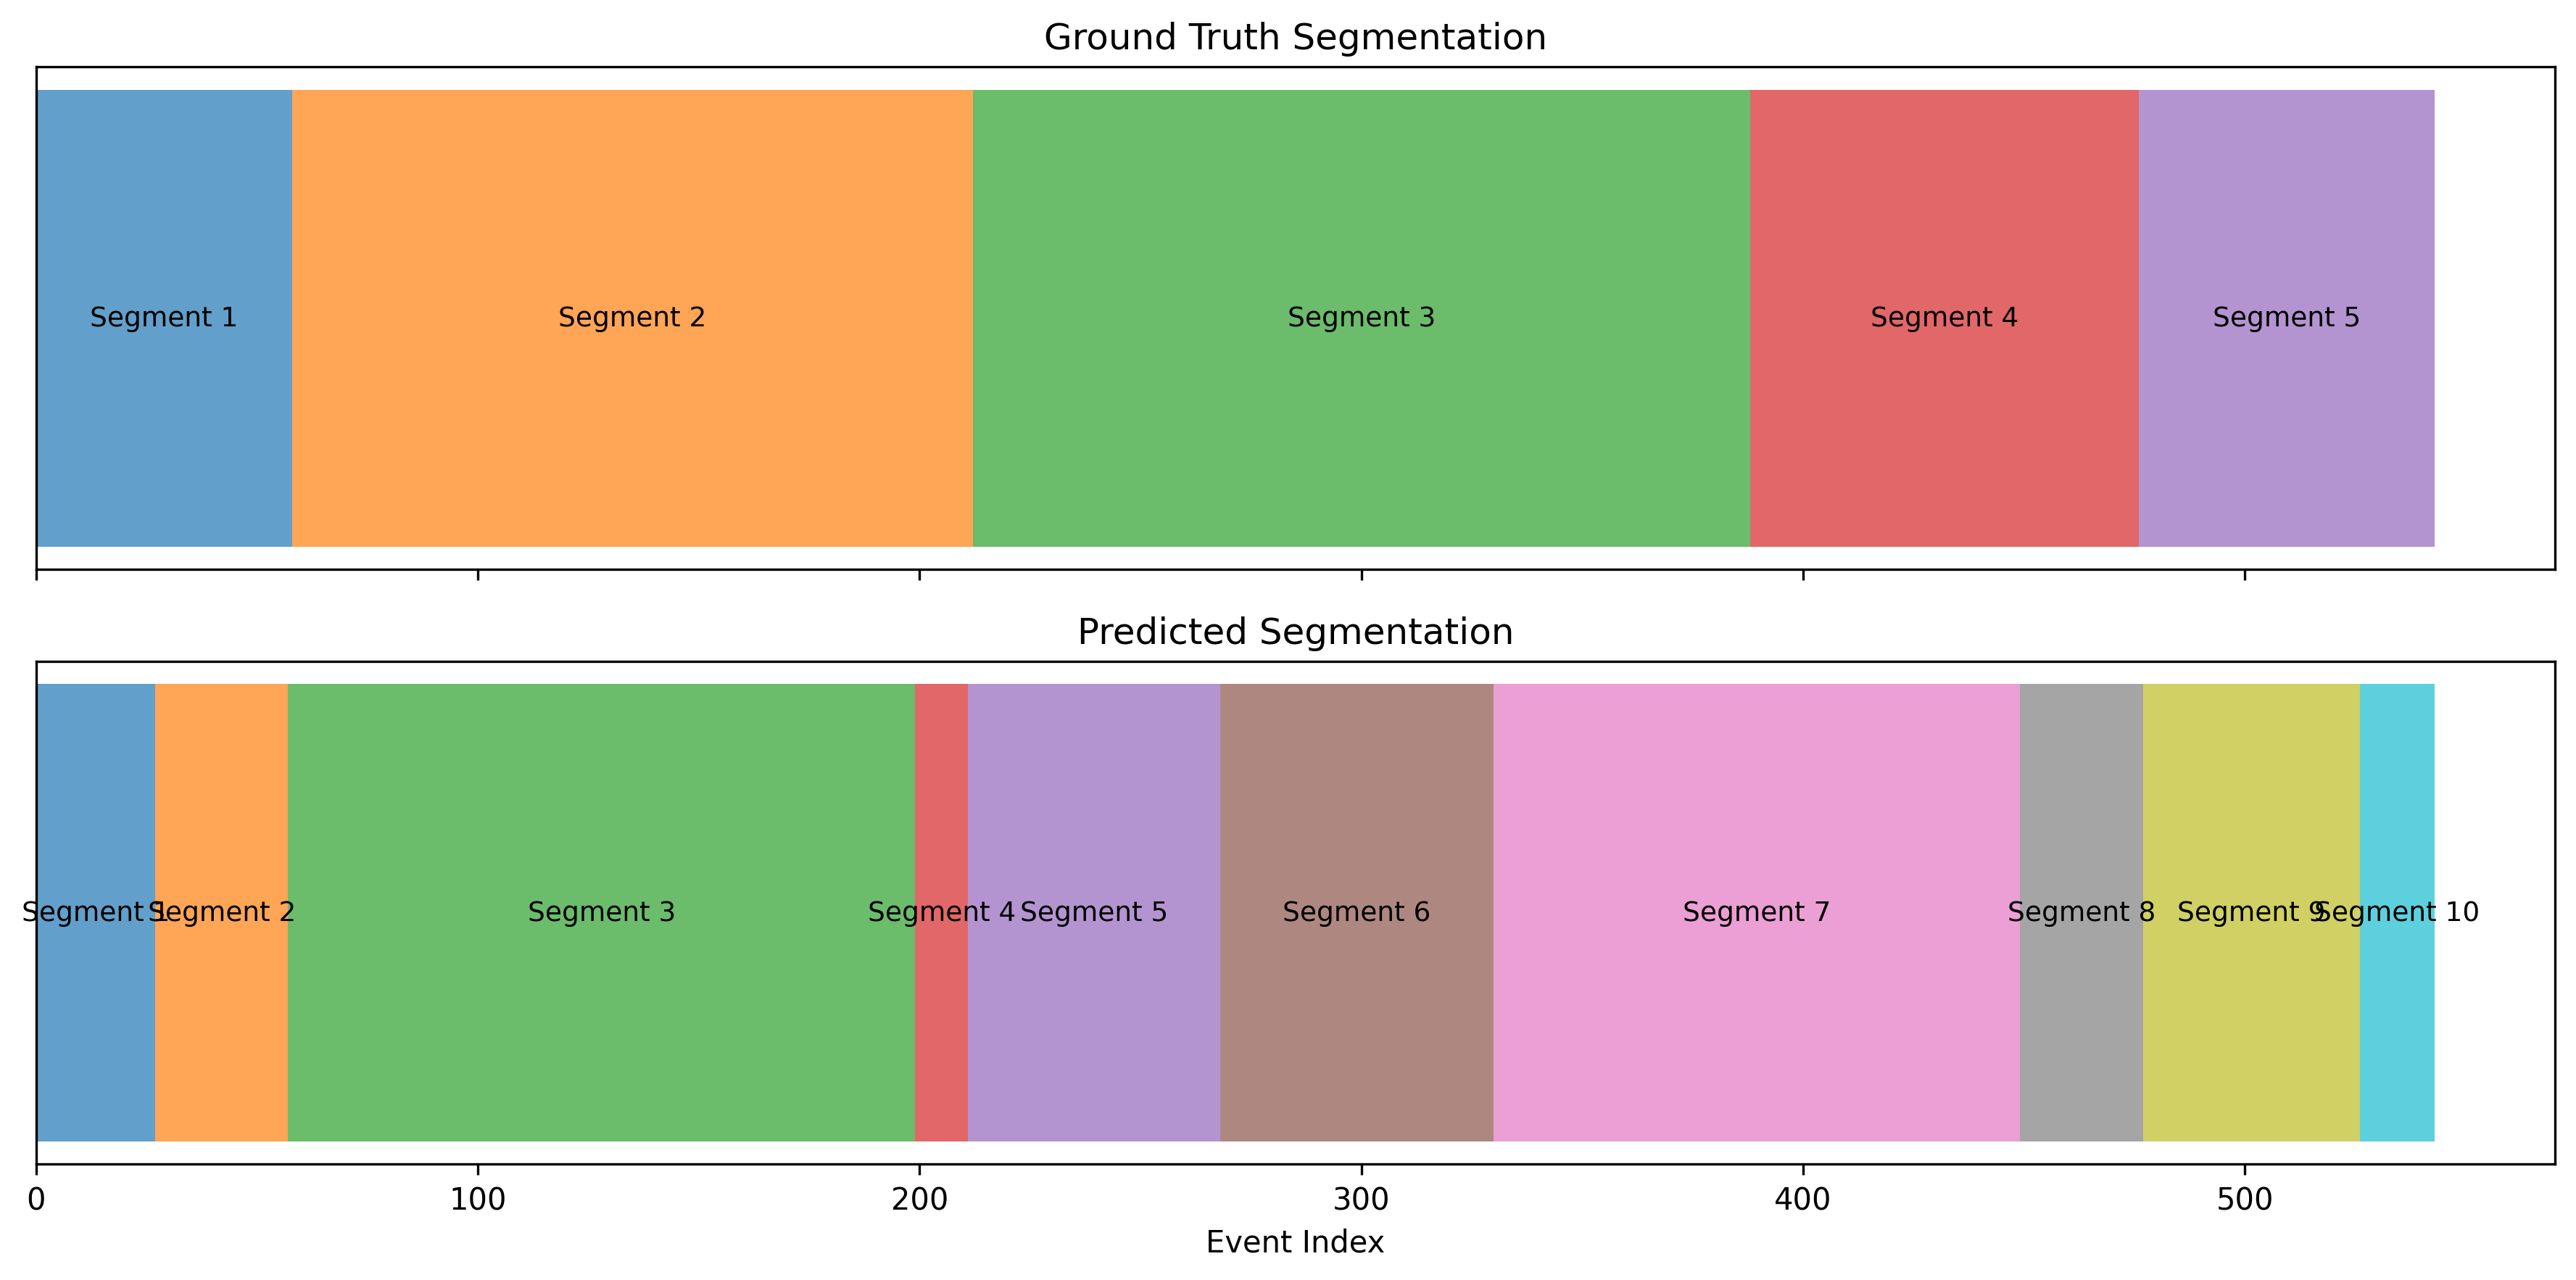 Ground Truth Segmentation
Segment 1 Segment 2 Segment 3 Segment 4 Segment 5
Predicted Segmentation
Segment 1 Segment 2 Segment 3 Segment 4 Segment 5 Segment 6 Segment 7 Segment 8 Segment 9 Segment 10
0 100 200 300 400 500
Event Index